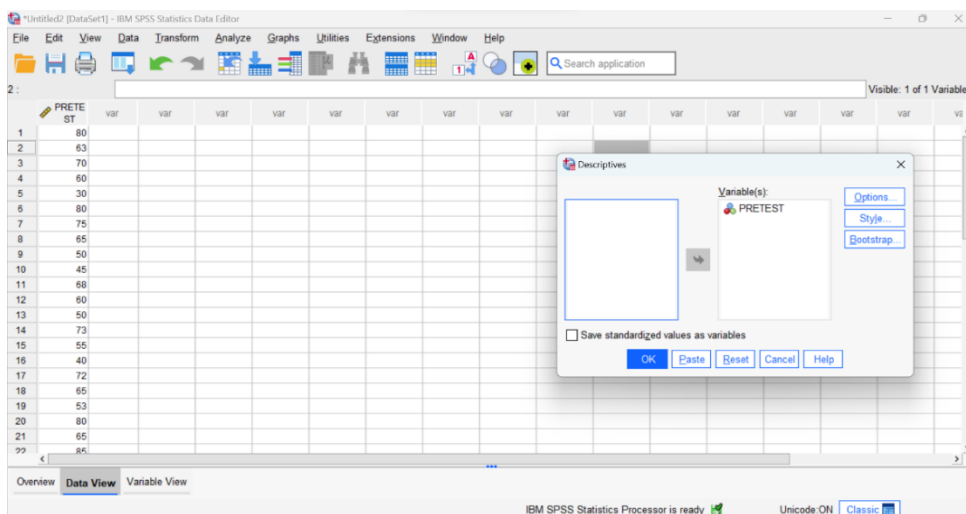 *Untitled2 [DataSet1] - IBM SPSS Statistics Data Editor
File Edit View Data Transform Analyze Graphs Utilities Extensions Window Help
Search application
2 :
Visible: 1 of 1 Variable
PRETE
ST
var var var var var var var var var var var var var var var va
1 80
2 63
3 70
4 60
5 30
6 80
7 75
8 65
9 50
10 45
11 68
12 60
13 50
14 73
15 55
16 40
17 72
18 65
19 53
20 80
21 65
22 85
Descriptives
Variable(s):
PRETEST
Options...
Style...
Bootstrap...
Save standardized values as variables
OK Paste Reset Cancel Help
Overview Data View Variable View
IBM SPSS Statistics Processor is ready Unicode:ON Classic